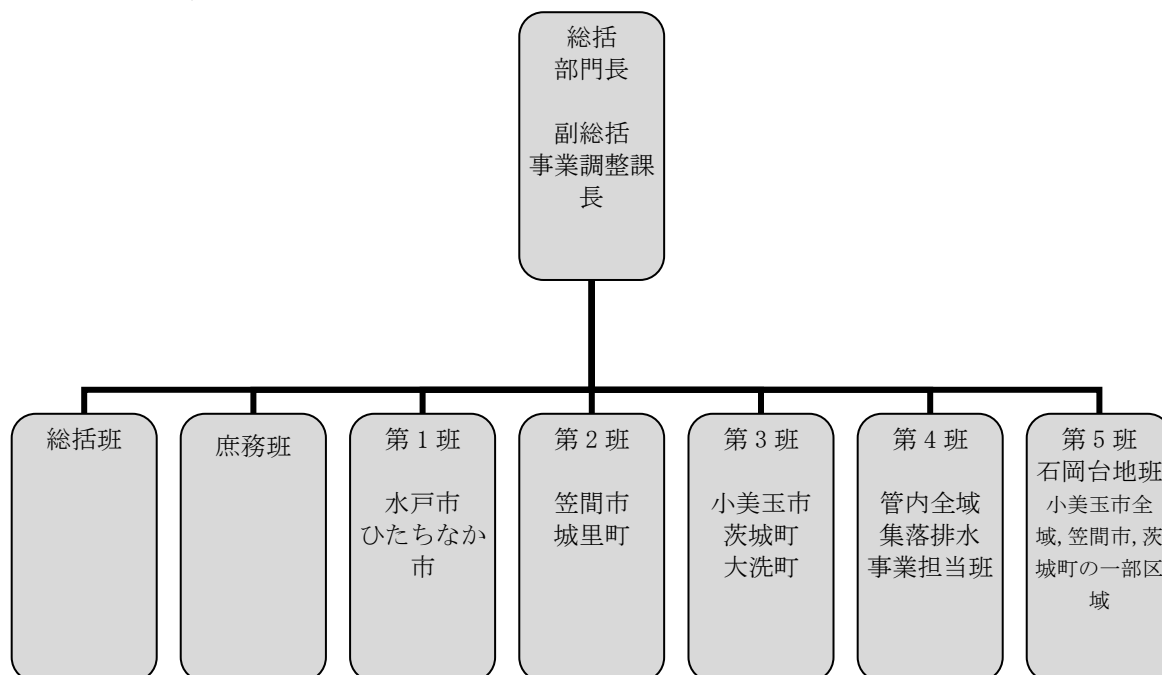 総括
部門長
副総括
事業調整課
長
総括班
庶務班
第1班
水戸市
ひたちなか
市
第2班
笠間市
城里町
第3班
小美玉市
茨城町
大洗町
第4班
管内全域
集落排水
事業担当班
第5班
石岡台地班
小美玉市全
域,笠間市,茨
城町の一部区
域